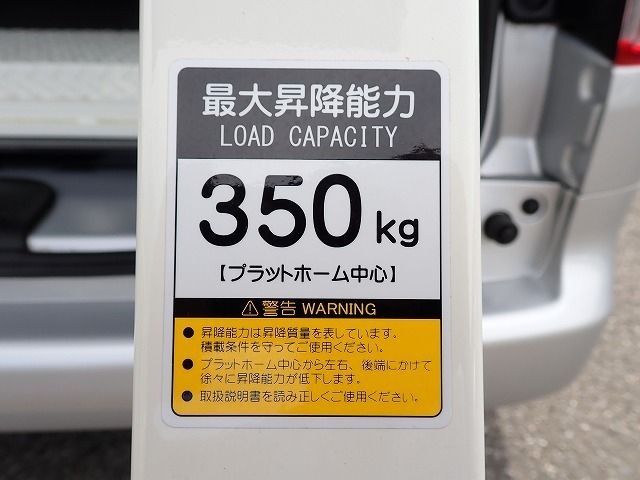 最大昇降能力
LOAD CAPACITY
350kg
【プラットホーム中心】
⚠警告 WARNING
● 昇降能力は昇降質量を表しています。
積載条件を守ってご使用ください。
● プラットホーム中心から左右、後端にかけて
徐々に昇降能力が低下します。
● 取扱説明書を読み正しくご使用ください。